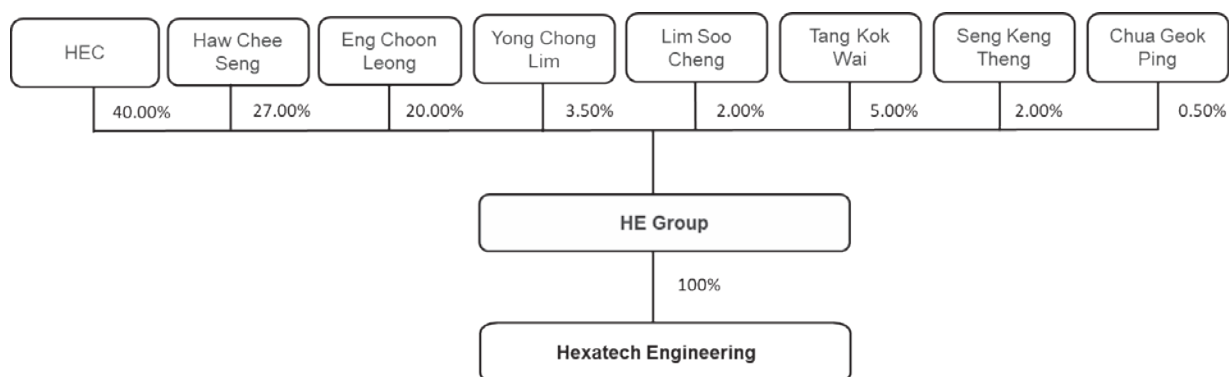 HEC
Haw Chee
Seng
Eng Choon
Leong
Yong Chong
Lim
Lim Soo
Cheng
Tang Kok
Wai
Seng Keng
Theng
Chua Geok
Ping
40.00%
27.00%
20.00%
3.50%
2.00%
5.00%
2.00%
0.50%
HE Group
100%
Hexatech Engineering